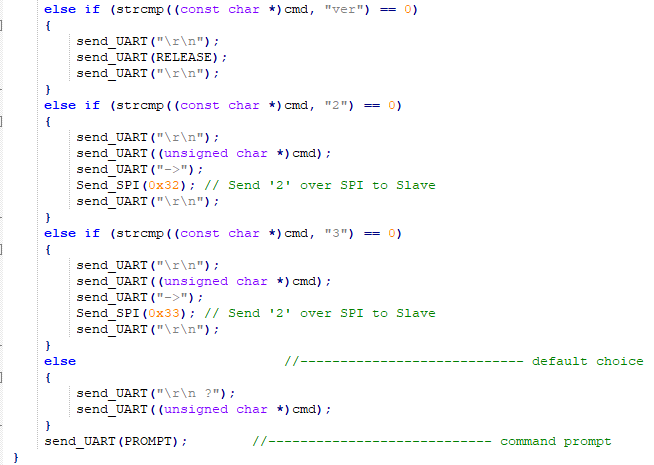 else if (strcmp((const char *)cmd, "ver") == 0)
{
send_UART("\r\n");
send_UART(RELEASE);
send_UART("\r\n");
}
else if (strcmp((const char *)cmd, "2") == 0)
{
send_UART("\r\n");
send_UART((unsigned char *)cmd);
send_UART("->");
Send_SPI(0x32); // Send '2' over SPI to Slave
send_UART("\r\n");
}
else if (strcmp((const char *)cmd, "3") == 0)
{
send_UART("\r\n");
send_UART((unsigned char *)cmd);
send_UART("->");
Send_SPI(0x33); // Send '2' over SPI to Slave
send_UART("\r\n");
}
else //---------------------------- default choice
{
send_UART("\r\n ?");
send_UART((unsigned char *)cmd);
}
send_UART(PROMPT); //---------------------------- command prompt
}